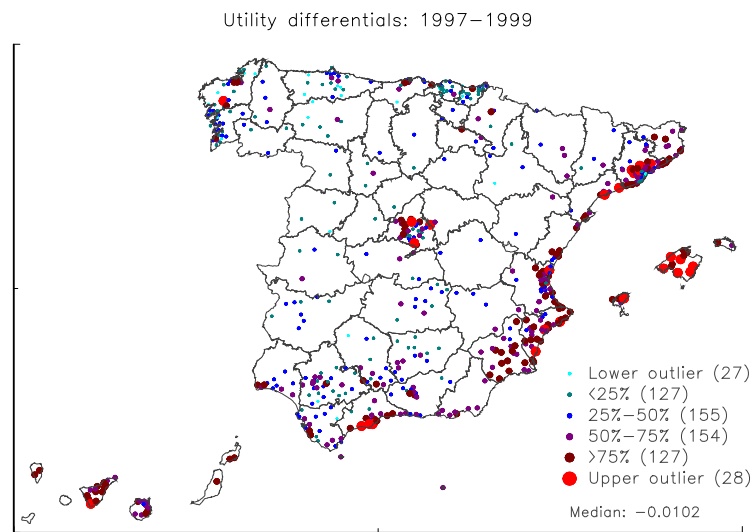 Utility differentials: 1997−1999
Lower outlier (27)
<25% (127)
25%−50% (155)
50%−75% (154)
>75% (127)
Upper outlier (28)
Median: −0.0102